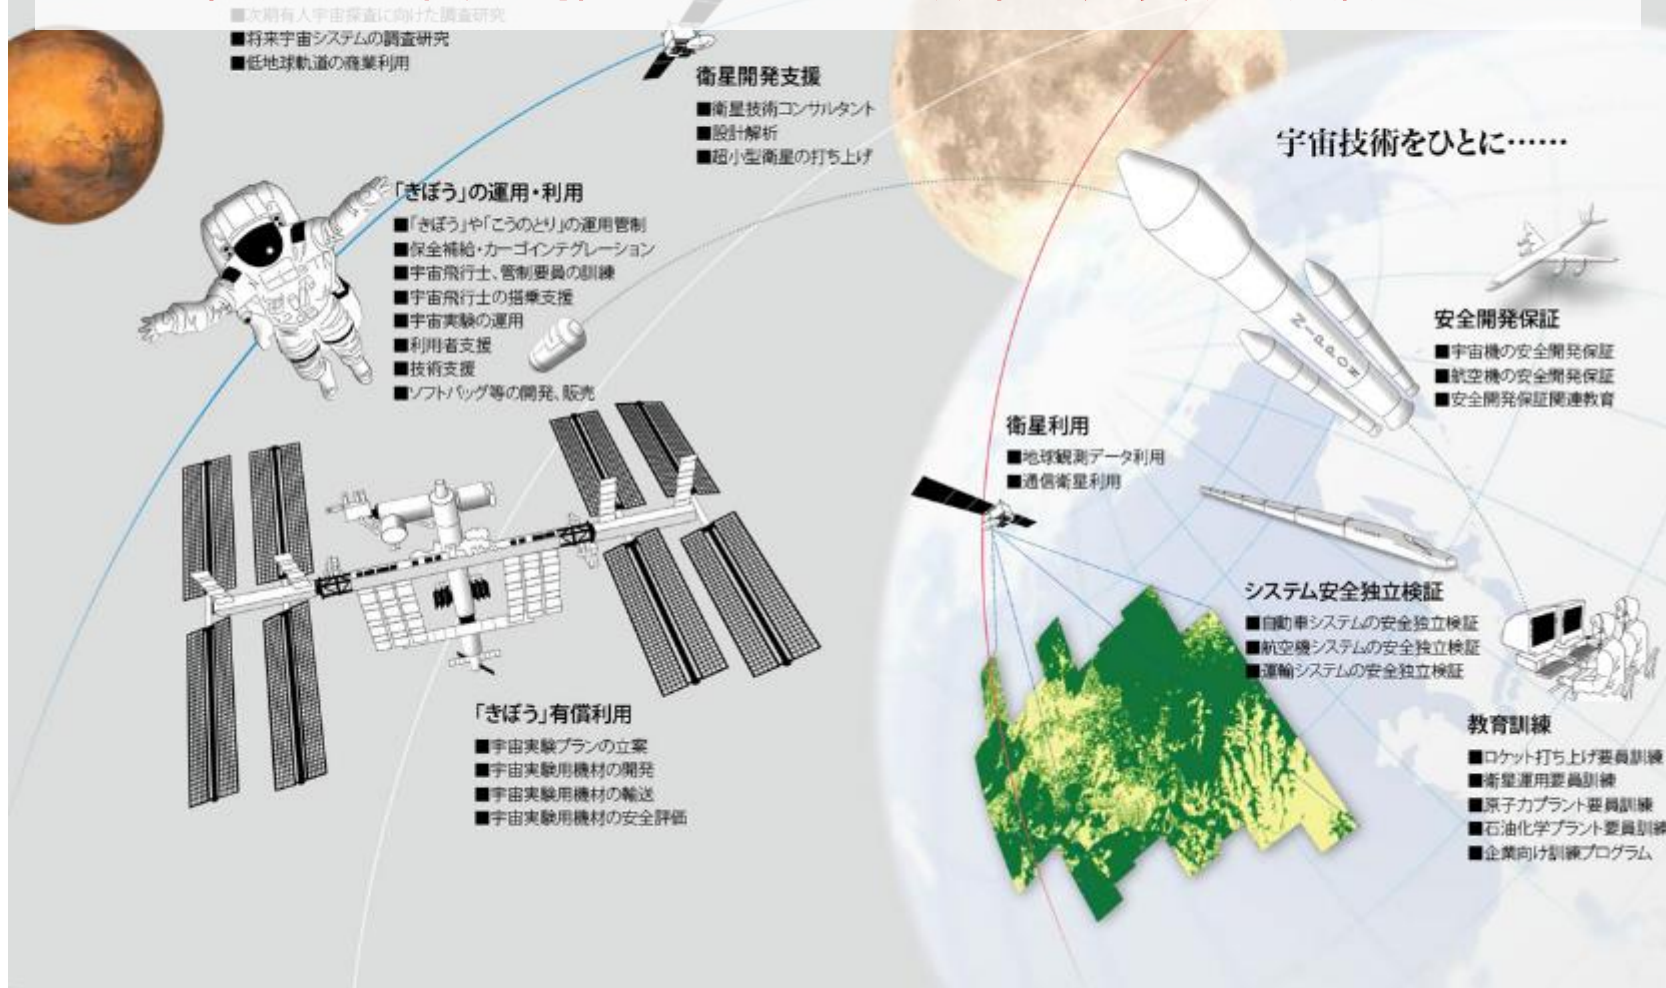 ■次期有人宇宙探査に向けた調査研究
■将来宇宙システムの調査研究
■低地球軌道の商業利用
衛星開発支援
■衛星技術コンサルタント
■設計解析
■超小型衛星の打ち上げ
宇宙技術をひとに……
「きぼう」の運用・利用
■「きぼう」や「こうのとり」の運用管制
■保全補給・カーゴインテグレーション
■宇宙飛行士、管制要員の訓練
■宇宙飛行士の搭乗支援
■宇宙実験の運用
■利用者支援
■技術支援
■ソフトバッグ等の開発、販売
NIPPON
安全開発保証
■宇宙機の安全開発保証
■航空機の安全開発保証
■安全開発保証関連教育
衛星利用
■地球観測データ利用
■通信衛星利用
システム安全独立検証
■自動車システムの安全独立検証
■航空機システムの安全独立検証
■運輸システムの安全独立検証
「きぼう」有償利用
■宇宙実験プランの立案
■宇宙実験用機材の開発
■宇宙実験用機材の輸送
■宇宙実験用機材の安全評価
教育訓練
■ロケット打ち上げ要員訓練
■衛星運用要員訓練
■原子力プラント要員訓練
■石油化学プラント要員訓練
■企業向け訓練プログラム